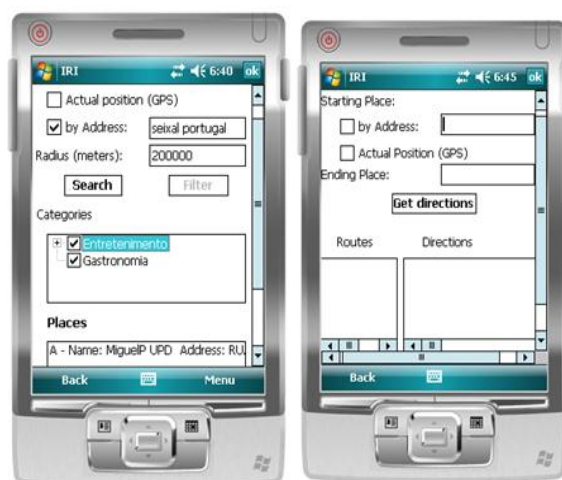 IRI 6:40 ok
Actual position (GPS)
by Address: seixal portugal
Radius (meters): 200000
Search Filter
Categories
Entretenimento
Gastronomia
Places
A - Name: MiguelP UPD Address: RU
Back Menu
IRI 6:45 ok
Starting Place:
by Address:
Actual Position (GPS)
Ending Place:
Get directions
Routes Directions
Back